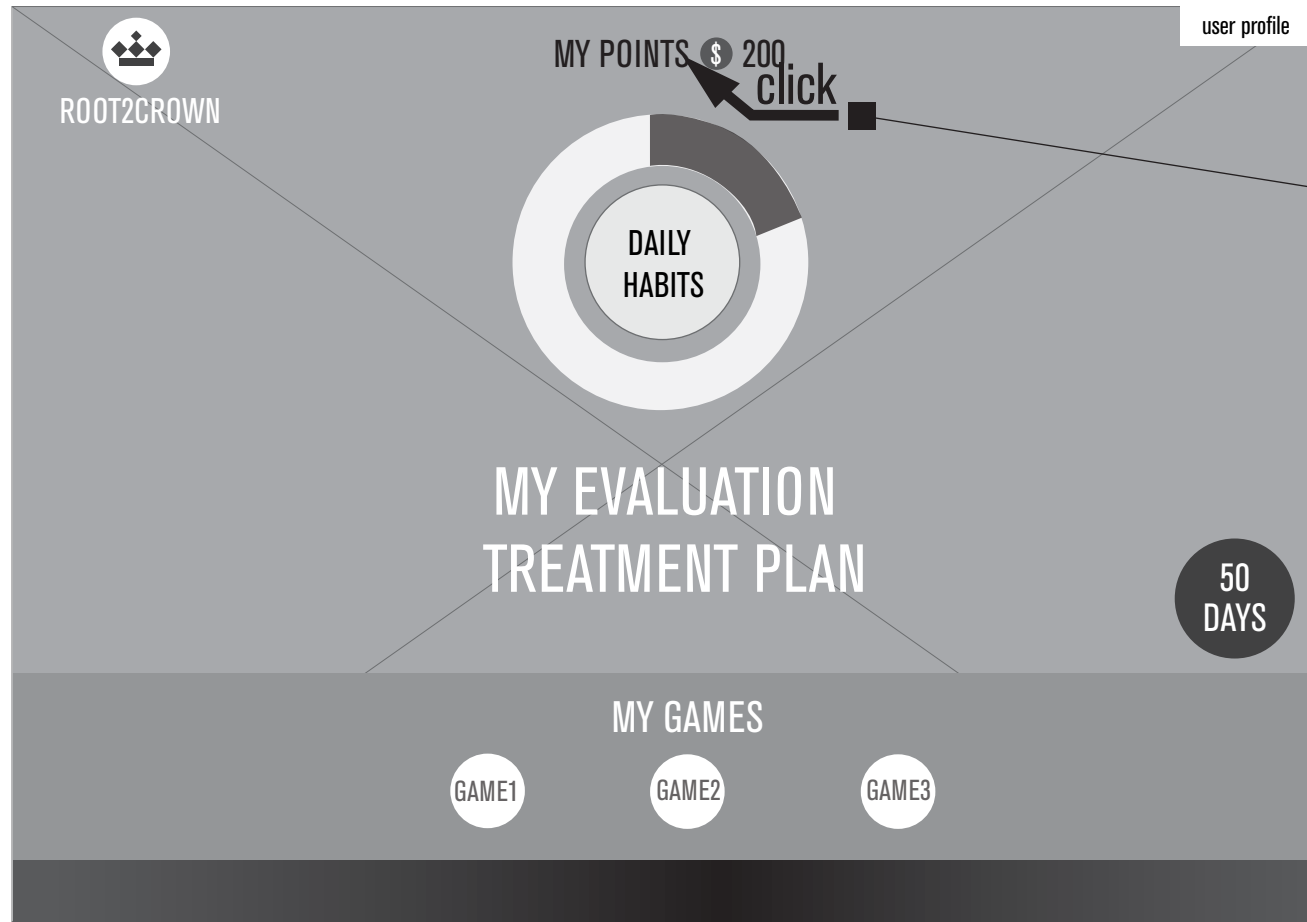 user profile
MY POINTS $ 200
click
ROOT2CROWN
DAILY
HABITS
MY EVALUATION
TREATMENT PLAN
50
DAYS
MY GAMES
GAME1
GAME2
GAME3